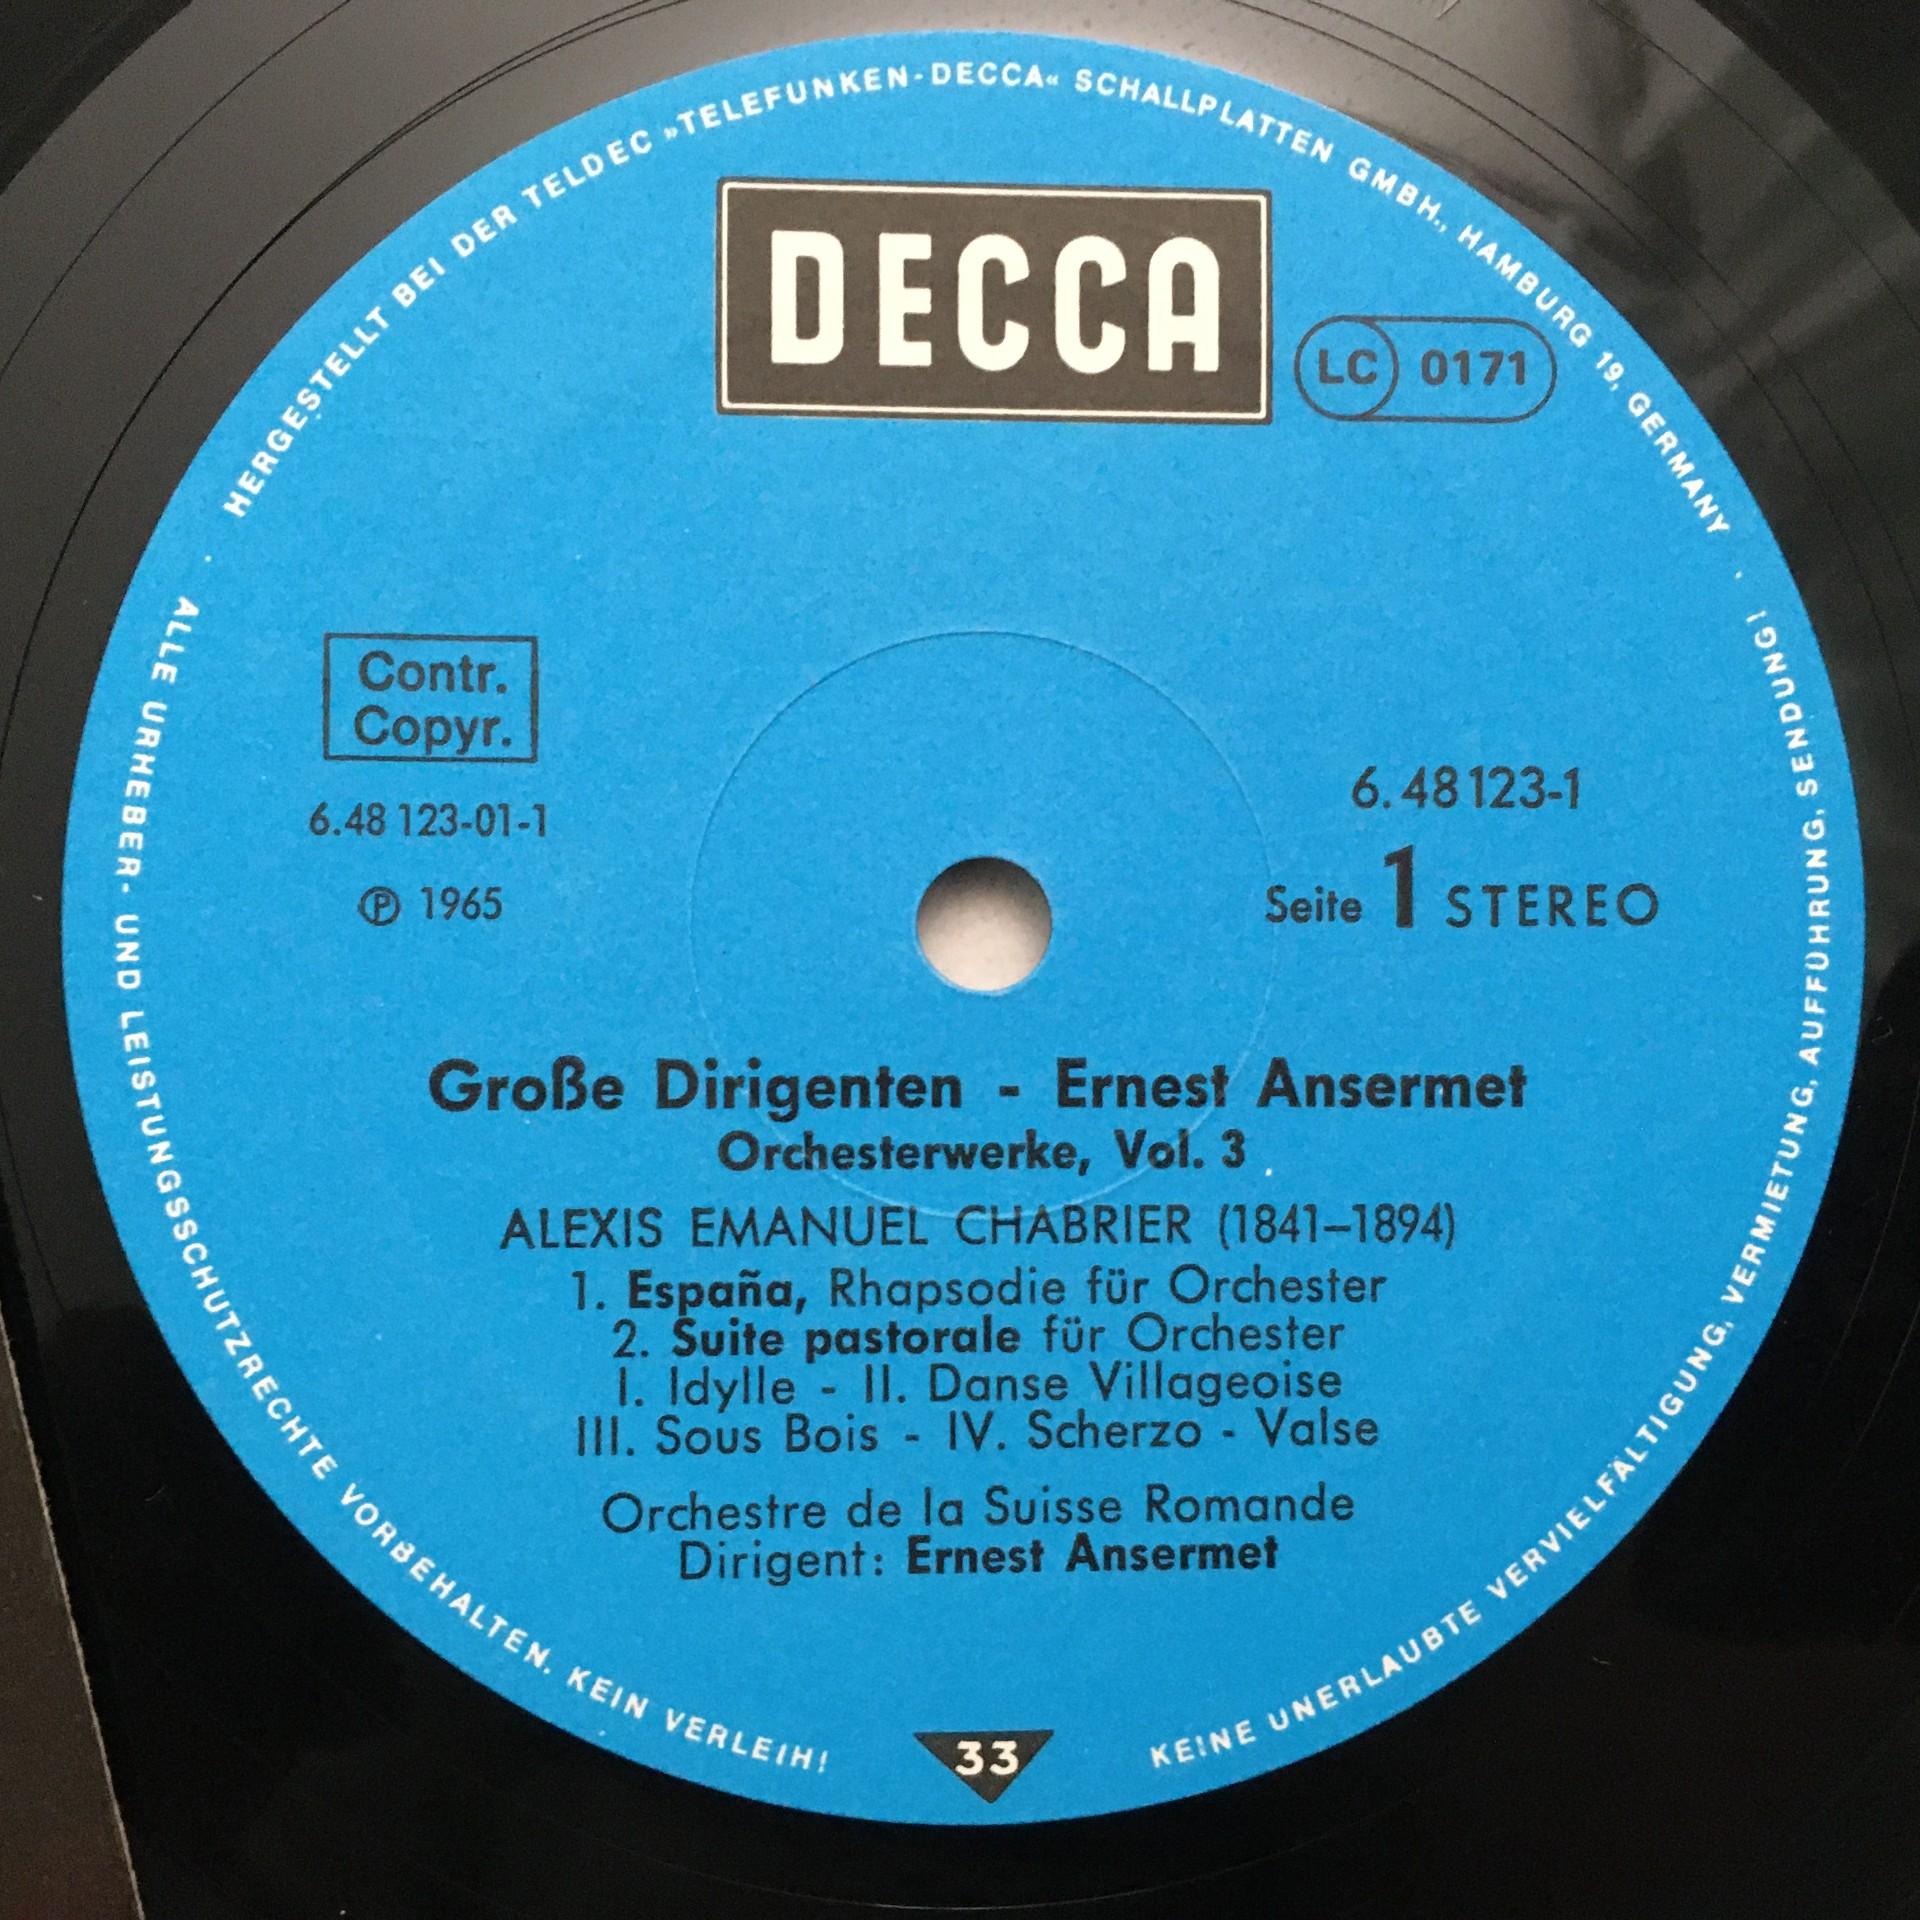 HERGESTELLT BEI DER TELDEC »TELEFUNKEN-DECCA« SCHALLPLATTEN GMBH., HAMBURG 19, GERMANY
DECCA
LC 0171
Contr.
Copyr.
6.48 123-01-1
℗ 1965
6.48123-1
Seite 1 STEREO
Große Dirigenten - Ernest Ansermet
Orchesterwerke, Vol. 3
ALEXIS EMANUEL CHABRIER (1841–1894)
1. España, Rhapsodie für Orchester
2. Suite pastorale für Orchester
I. Idylle - II. Danse Villageoise
III. Sous Bois - IV. Scherzo - Valse
Orchestre de la Suisse Romande
Dirigent: Ernest Ansermet
33
ALLE URHEBER- UND LEISTUNGSSCHUTZRECHTE VORBEHALTEN. KEIN VERLEIH!
KEINE UNERLAUBTE VERVIELFÄLTIGUNG, VERMIETUNG, AUFFÜHRUNG, SENDUNG!